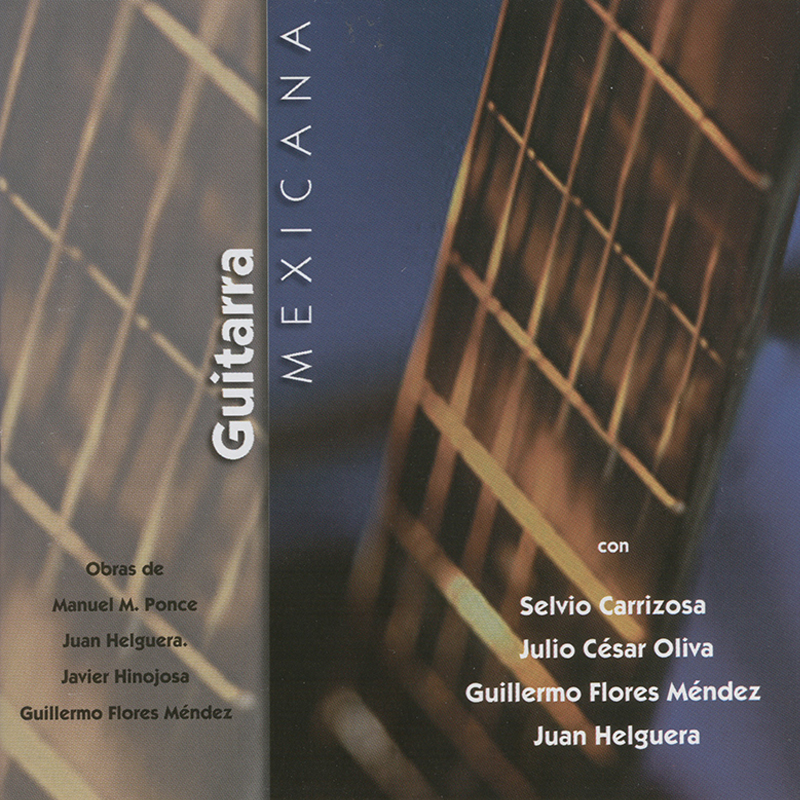 Guitarra
MEXICANA
Obras de
Manuel M. Ponce
Juan Helguera.
Javier Hinojosa
Guillermo Flores Méndez
con
Selvio Carrizosa
Julio César Oliva
Guillermo Flores Méndez
Juan Helguera